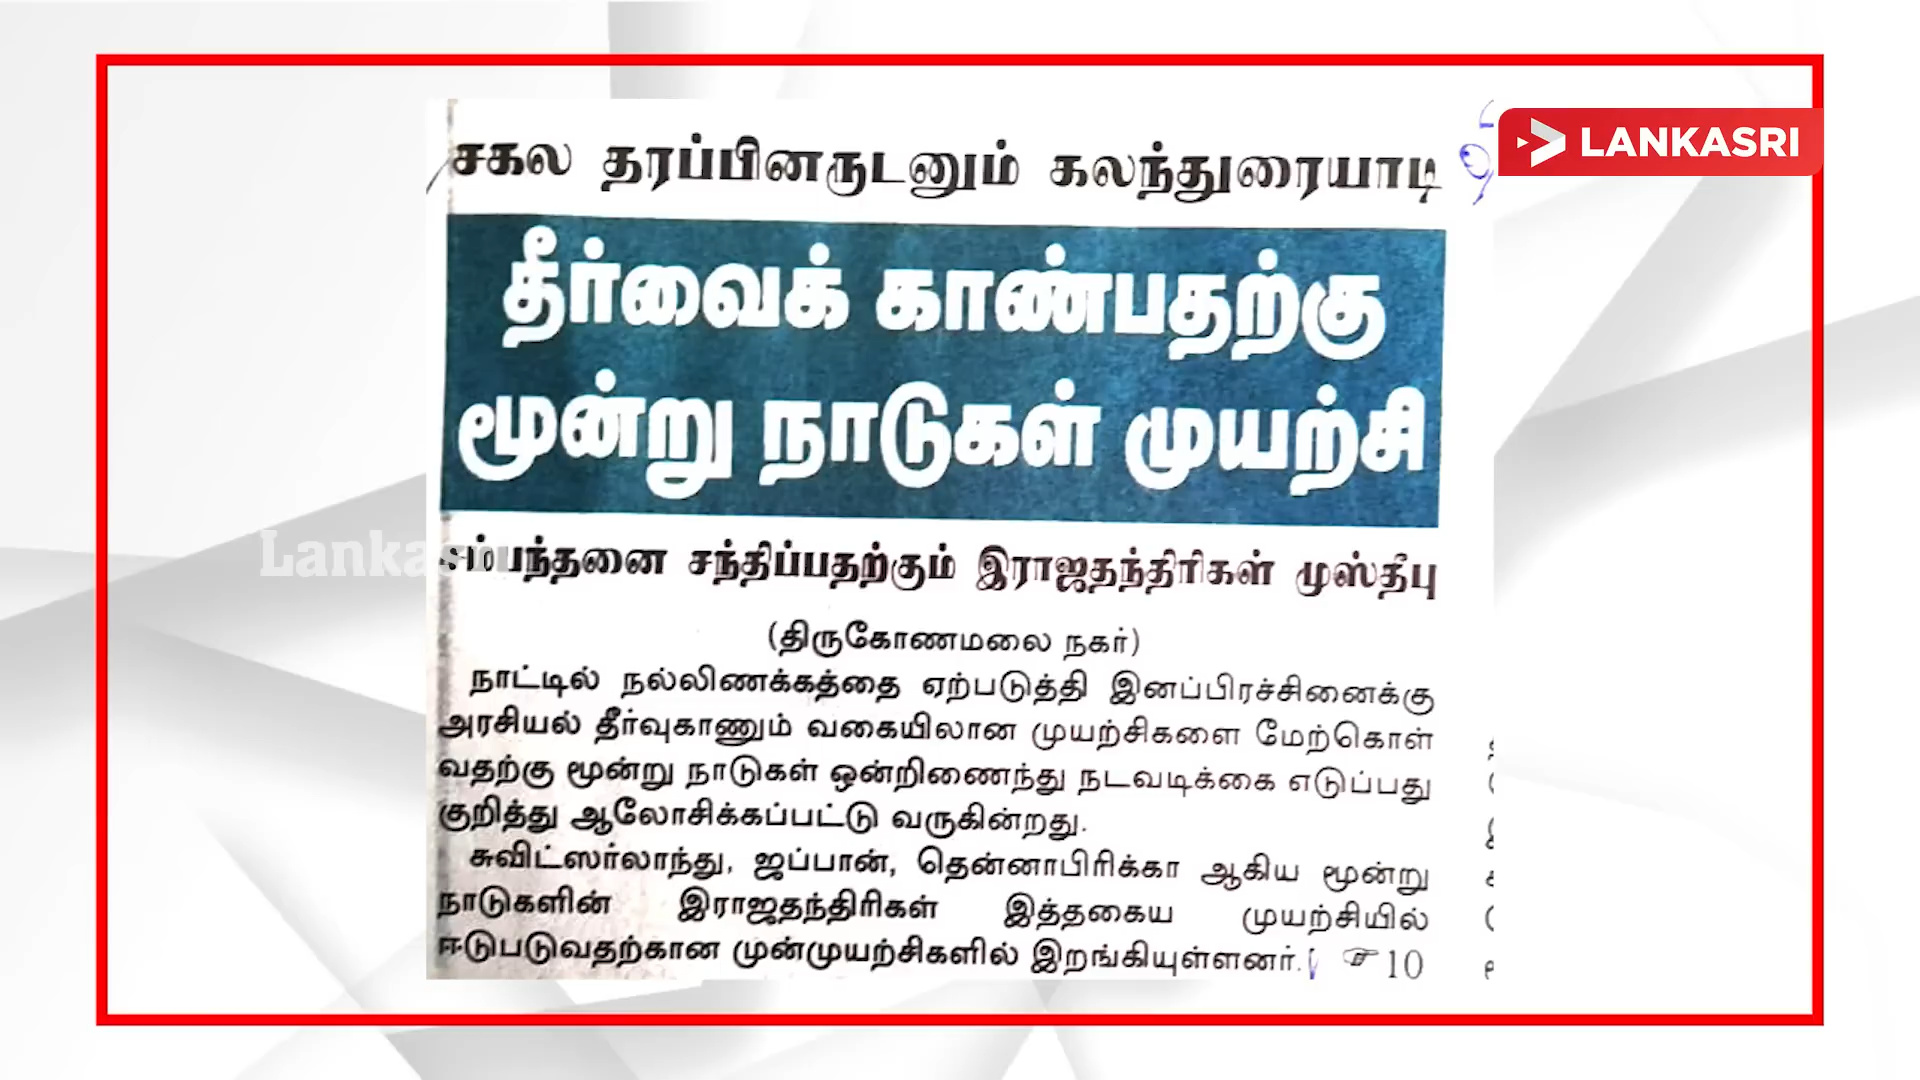 LANKASRI
சகல தரப்பினருடனும் கலந்துரையாடி
தீர்வைக் காண்பதற்கு
மூன்று நாடுகள் முயற்சி
Lankasri
சம்பந்தனை சந்திப்பதற்கும் இராஜதந்திரிகள் முஸ்தீபு
(திருகோணமலை நகர்)
நாட்டில் நல்லிணக்கத்தை ஏற்படுத்தி இனப்பிரச்சினைக்கு
அரசியல் தீர்வுகாணும் வகையிலான முயற்சிகளை மேற்கொள்
வதற்கு மூன்று நாடுகள் ஒன்றிணைந்து நடவடிக்கை எடுப்பது
குறித்து ஆலோசிக்கப்பட்டு வருகின்றது.
சுவிட்ஸர்லாந்து, ஜப்பான், தென்னாபிரிக்கா ஆகிய மூன்று
நாடுகளின் இராஜதந்திரிகள் இத்தகைய முயற்சியில்
ஈடுபடுவதற்கான முன்முயற்சிகளில் இறங்கியுள்ளனர். ☞10